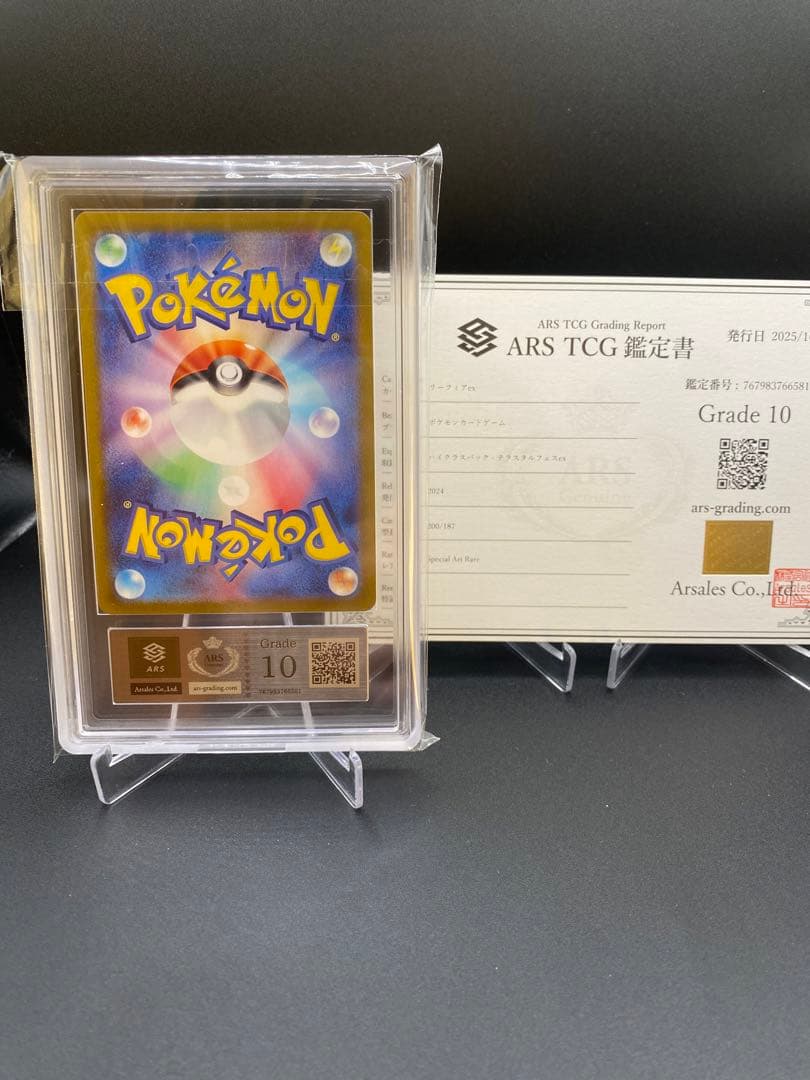 POKéMON
®
POKéMON
®
ARS
Arsales Co.,Ltd.
ARS
ars-grading.com
Grade
10
767983766581
ARS TCG Grading Report
ARS TCG 鑑定書
発行日 2025/1
鑑定番号 : 767983766581
Grade 10
ars-grading.com
Arsales Co.,Ltd.
リーフィアex
ポケモンカードゲーム
ハイクラスパック・テラスタルフェスex
2024
200/187
Special Art Rare
ARS